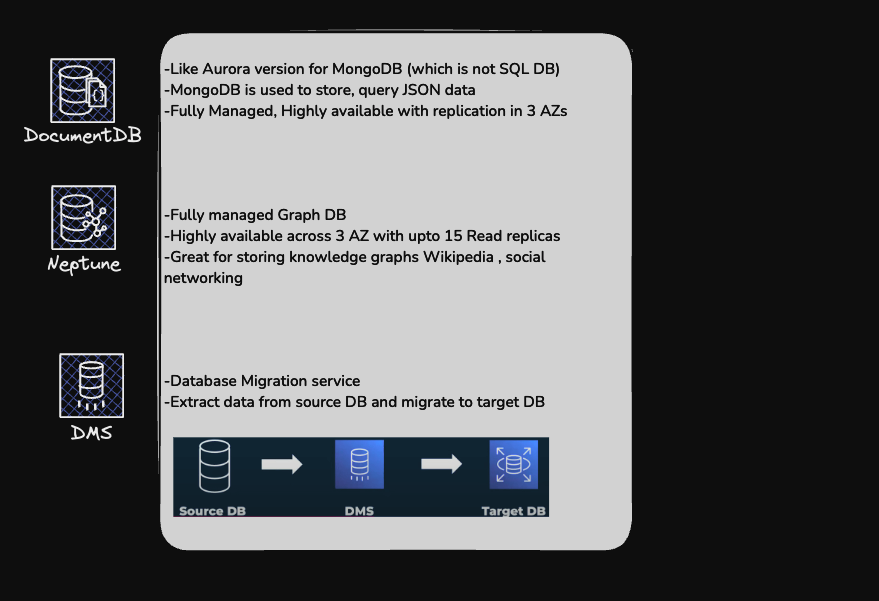 -Like Aurora version for MongoDB (which is not SQL DB)
-MongoDB is used to store, query JSON data
-Fully Managed, Highly available with replication in 3 AZs
DocumentDB
-Fully managed Graph DB
-Highly available across 3 AZ with upto 15 Read replicas
-Great for storing knowledge graphs Wikipedia , social
networking
Neptune
-Database Migration service
-Extract data from source DB and migrate to target DB
DMS
Source DB
DMS
Target DB